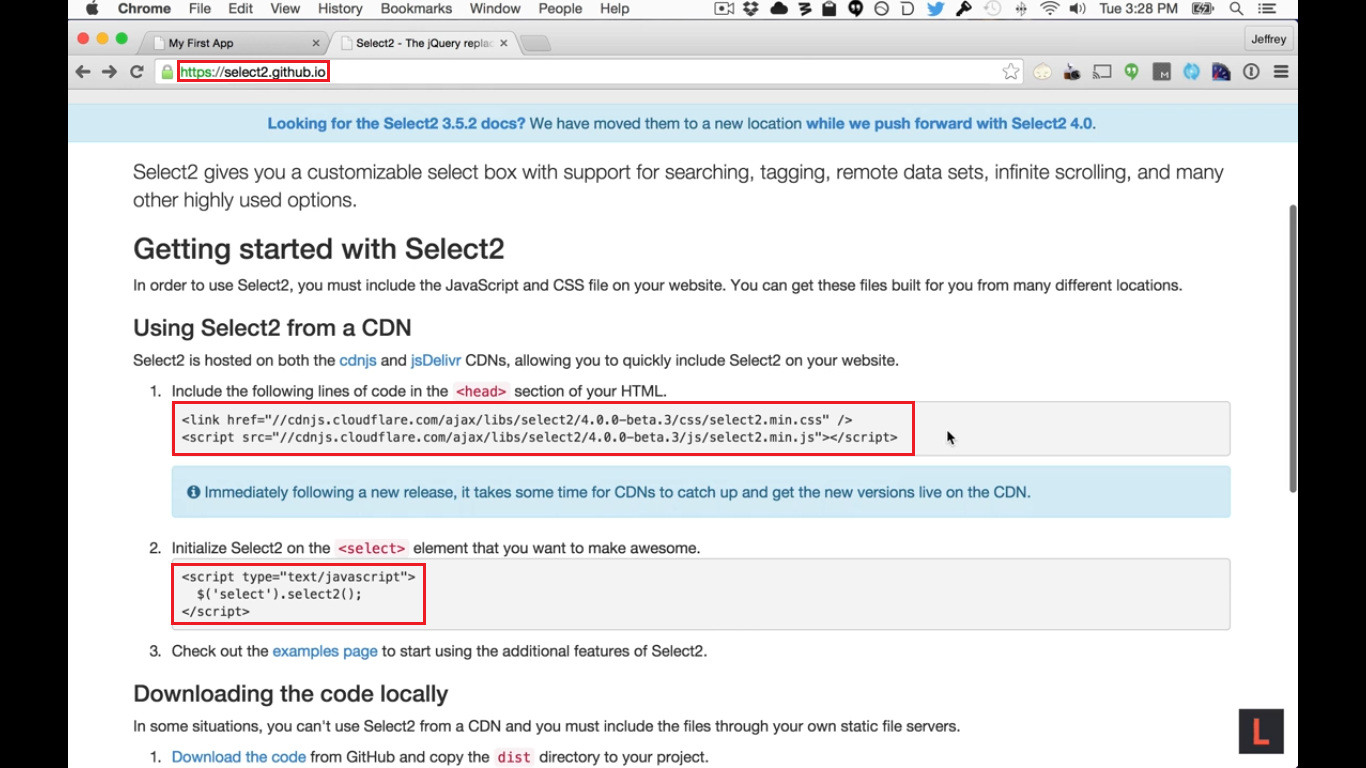 Chrome File Edit View History Bookmarks Window People Help Tue 3:28 PM
My First App
Select2 - The jQuery replac
Jeffrey
https://select2.github.io
Looking for the Select2 3.5.2 docs? We have moved them to a new location while we push forward with Select2 4.0.
Select2 gives you a customizable select box with support for searching, tagging, remote data sets, infinite scrolling, and many
other highly used options.
Getting started with Select2
In order to use Select2, you must include the JavaScript and CSS file on your website. You can get these files built for you from many different locations.
Using Select2 from a CDN
Select2 is hosted on both the cdnjs and jsDelivr CDNs, allowing you to quickly include Select2 on your website.
1. Include the following lines of code in the <head> section of your HTML.
<link href="//cdnjs.cloudflare.com/ajax/libs/select2/4.0.0-beta.3/css/select2.min.css" />
<script src="//cdnjs.cloudflare.com/ajax/libs/select2/4.0.0-beta.3/js/select2.min.js"></script>
Immediately following a new release, it takes some time for CDNs to catch up and get the new versions live on the CDN.
2. Initialize Select2 on the <select> element that you want to make awesome.
<script type="text/javascript">
$('select').select2();
</script>
3. Check out the examples page to start using the additional features of Select2.
Downloading the code locally
In some situations, you can't use Select2 from a CDN and you must include the files through your own static file servers.
L
1. Download the code from GitHub and copy the dist directory to your project.